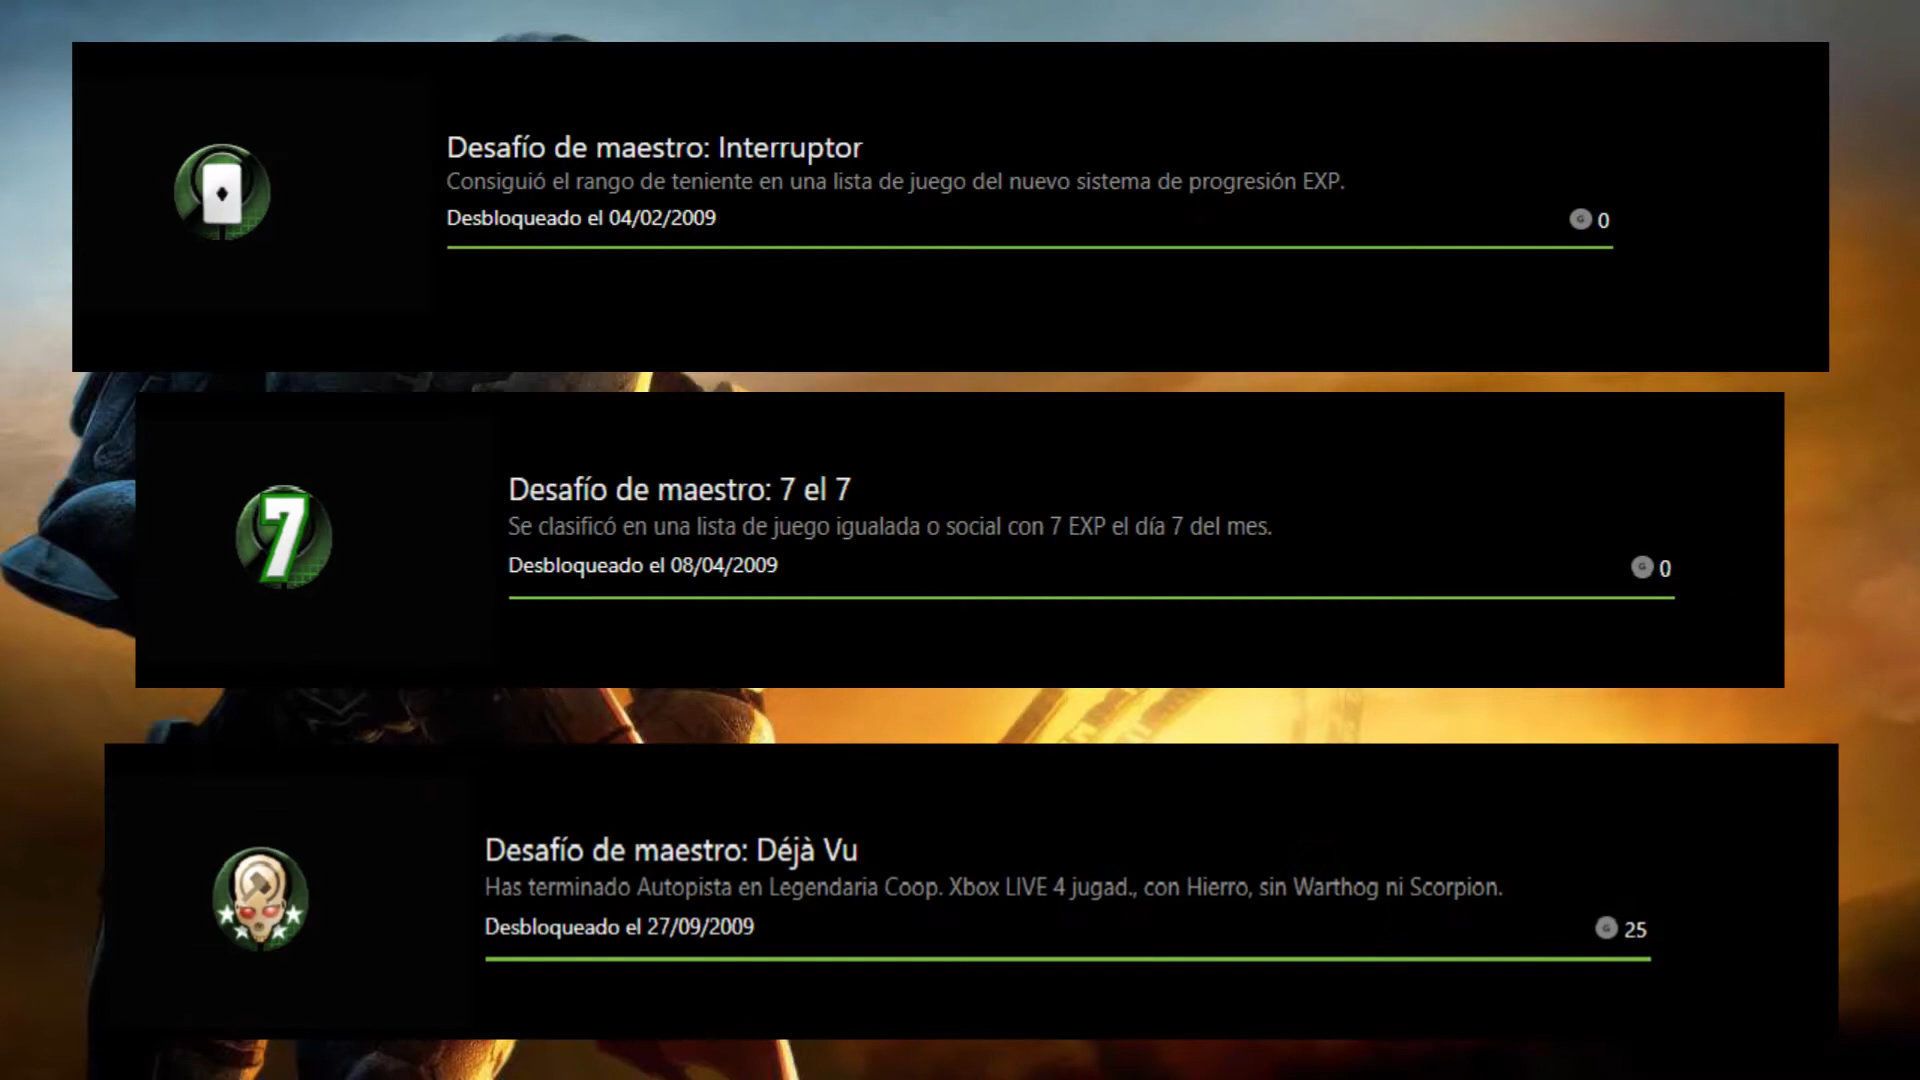 Desafío de maestro: Interruptor
Consiguió el rango de teniente en una lista de juego del nuevo sistema de progresión EXP.
Desbloqueado el 04/02/2009
G 0
7
Desafío de maestro: 7 el 7
Se clasificó en una lista de juego igualada o social con 7 EXP el día 7 del mes.
Desbloqueado el 08/04/2009
G 0
Desafío de maestro: Déjà Vu
Has terminado Autopista en Legendaria Coop. Xbox LIVE 4 jugad., con Hierro, sin Warthog ni Scorpion.
Desbloqueado el 27/09/2009
G 25